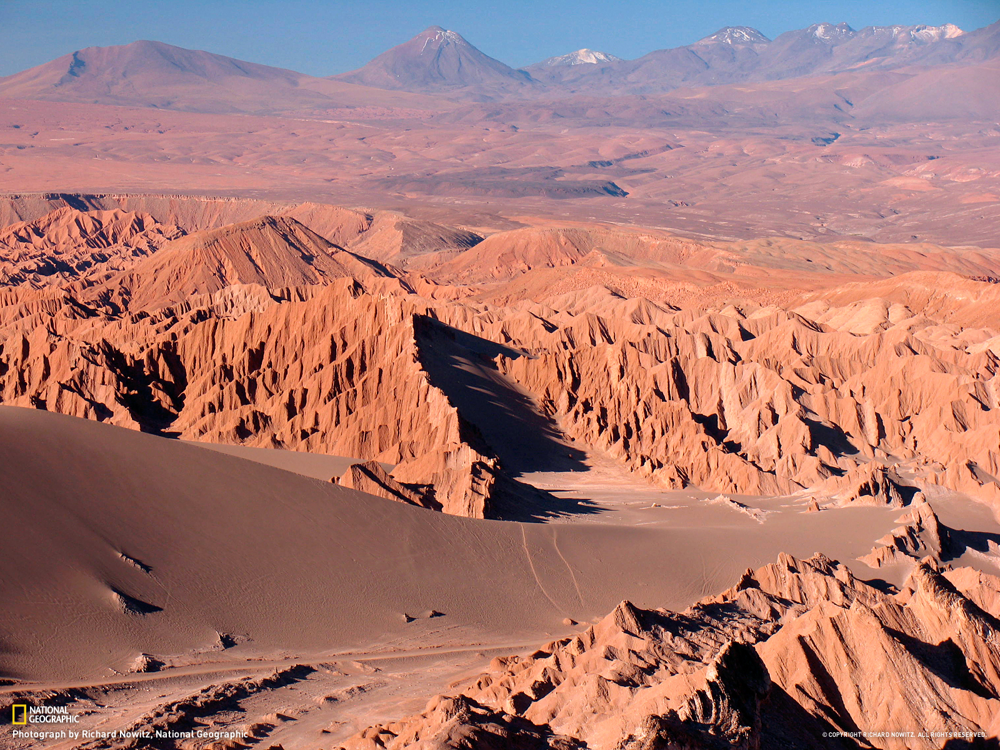 NATIONAL
GEOGRAPHIC
Photograph by Richard Nowitz, National Geographic
© COPYRIGHT RICHARD NOWITZ. ALL RIGHTS RESERVED.